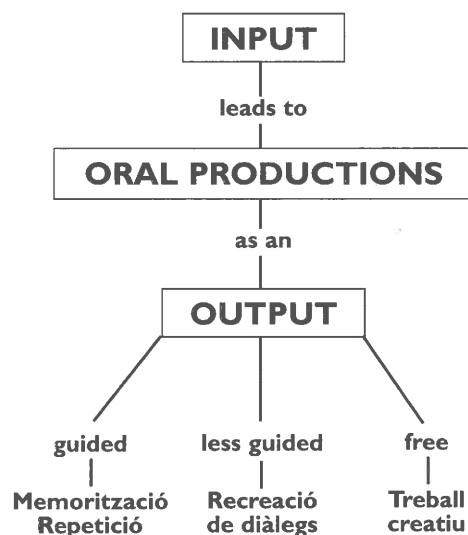 INPUT
leads to
ORAL PRODUCTIONS
as an
OUTPUT
guided less guided free
Memorització Recreació Treball
Repetició de diàlegs creatiu